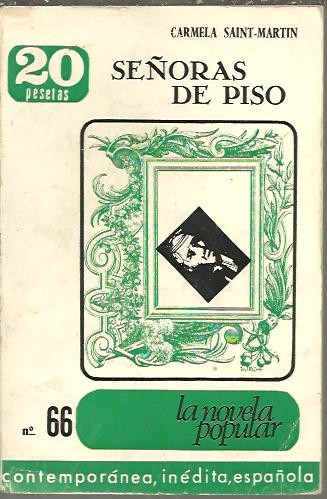 CARMELA SAINT-MARTIN
20
pesetas
SEÑORAS
DE PISO
nº 66
la novela
popular
contemporánea, inédita, española